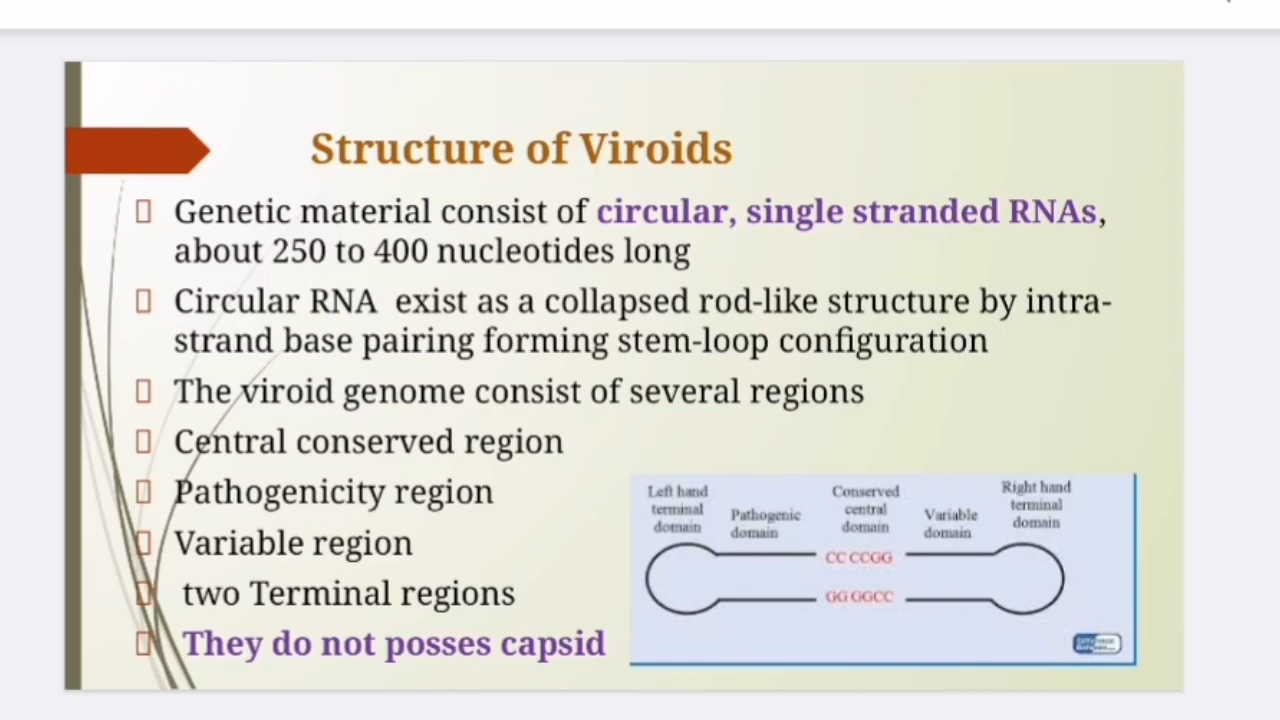 Structure of Viroids
Genetic material consist of circular, single stranded RNAs,
about 250 to 400 nucleotides long
Circular RNA exist as a collapsed rod-like structure by intra-
strand base pairing forming stem-loop configuration
The viroid genome consist of several regions
Central conserved region
Pathogenicity region
Variable region
two Terminal regions
They do not posses capsid
Left hand
terminal
domain
Pathogenic
domain
Conserved
central
domain
Variable
domain
Right hand
terminal
domain
CC CCGG
GG GGCC